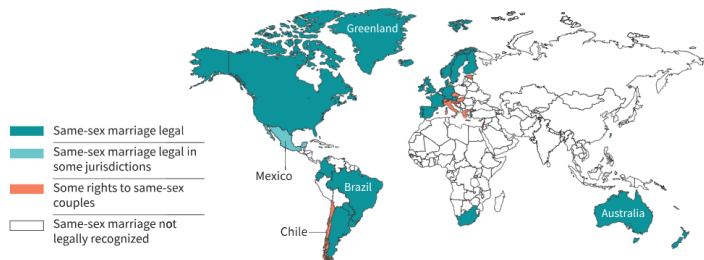 Greenland
Same-sex marriage legal
Same-sex marriage legal in
some jurisdictions
Some rights to same-sex
couples
Same-sex marriage not
legally recognized
Mexico
Brazil
Chile
Australia